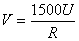 V = 1500U / R